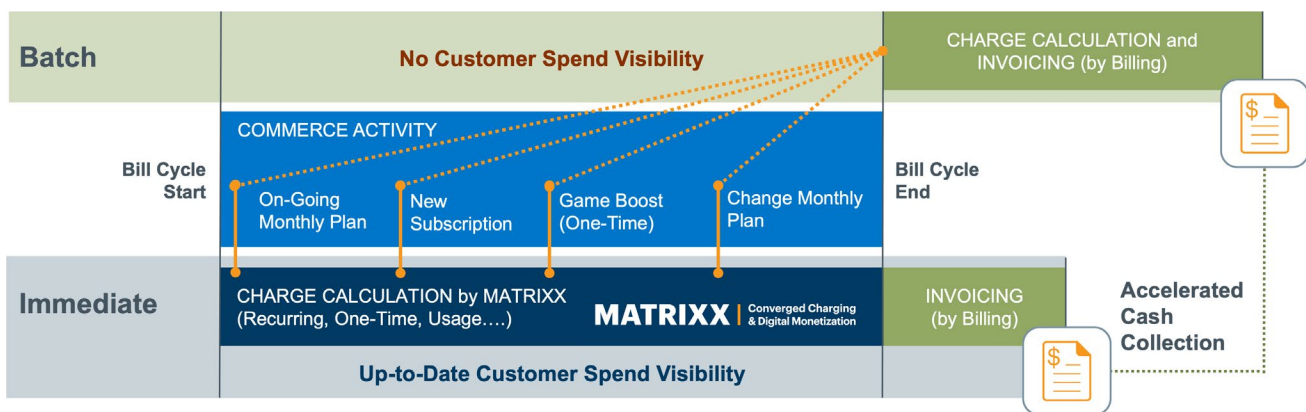 Batch
No Customer Spend Visibility
CHARGE CALCULATION and
INVOICING (by Billing)
$
COMMERCE ACTIVITY
Bill Cycle
Start
On-Going
Monthly Plan
New
Subscription
Game Boost
(One-Time)
Change Monthly
Plan
Bill Cycle
End
Immediate
CHARGE CALCULATION by MATRIXX
(Recurring, One-Time, Usage....)
MATRIXX
Converged Charging
& Digital Monetization
INVOICING
(by Billing)
$
Accelerated
Cash
Collection
Up-to-Date Customer Spend Visibility